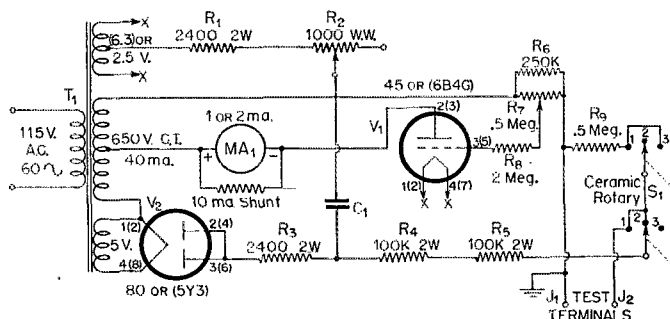 X
(6.3) OR
2.5 V.
X
R1
2400 2W
R2
1000 W.W.
T1
115 V.
A.C.
60~
650 V. C.T.
40 ma.
1 OR 2 ma.
+ MA1 -
10 ma Shunt
V1
45 OR (6B4G)
2(3)
3(5)
1(2)
4(7)
X X
R6
250K
R7
.5 Meg.
R8
2 Meg.
R9
.5 Meg.
1 2 3
Ceramic
Rotary
S1
1 2 3
C1
V2
1(2)
5 V.
4(8)
2(4)
3(6)
80 OR (5Y3)
R3
2400 2W
R4
100K 2W
R5
100K 2W
J1 TEST J2
TERMINALS